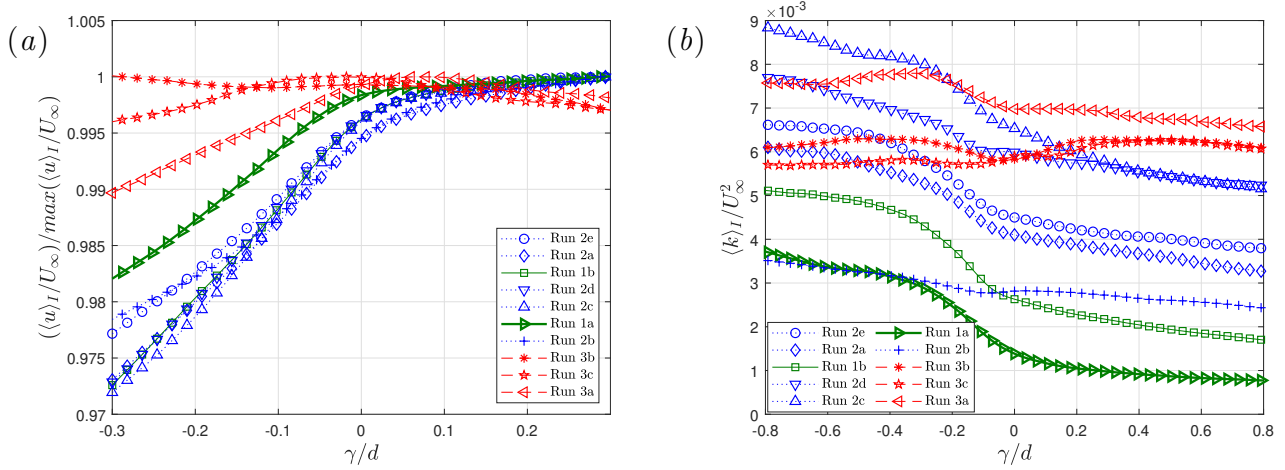 (a)
1.005
1
0.995
0.99
0.985
0.98
0.975
0.97
(⟨u⟩_I/U_∞)/max(⟨u⟩_I/U_∞)
-0.3 -0.2 -0.1 0 0.1 0.2
γ/d
Run 2e
Run 2a
Run 1b
Run 2d
Run 2c
Run 1a
Run 2b
Run 3b
Run 3c
Run 3a
(b)
×10⁻³
9
8
7
6
5
4
3
2
1
0
⟨k⟩_I/U_∞²
-0.8 -0.6 -0.4 -0.2 0 0.2 0.4 0.6 0.8
γ/d
Run 2e Run 1a
Run 2a Run 2b
Run 1b Run 3b
Run 2d Run 3c
Run 2c Run 3a